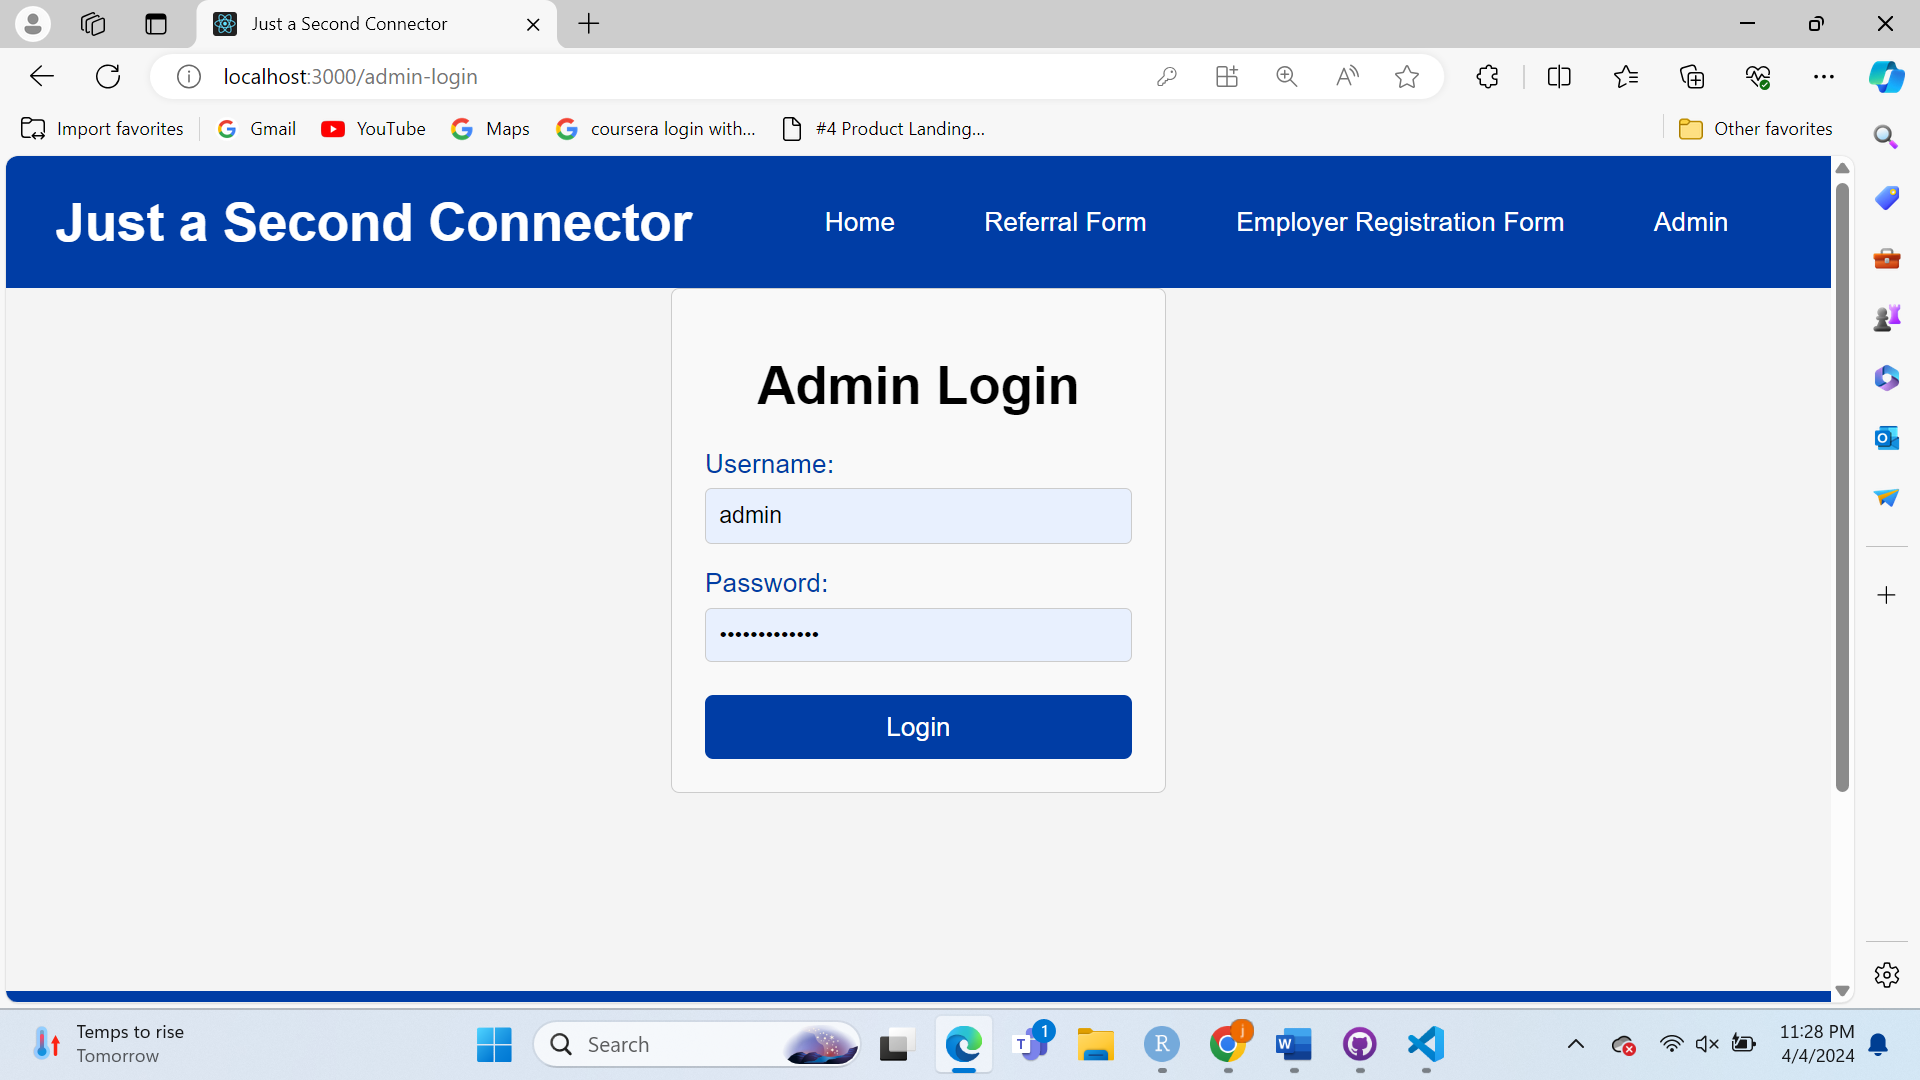 Just a Second Connector
localhost:3000/admin-login
Import favorites Gmail YouTube Maps coursera login with... #4 Product Landing... Other favorites
Just a Second Connector Home Referral Form Employer Registration Form Admin
Admin Login
Username:
admin
Password:
•••••••••••••
Login
Temps to rise
Tomorrow
Search
1
T
R
j
W
11:28 PM
4/4/2024